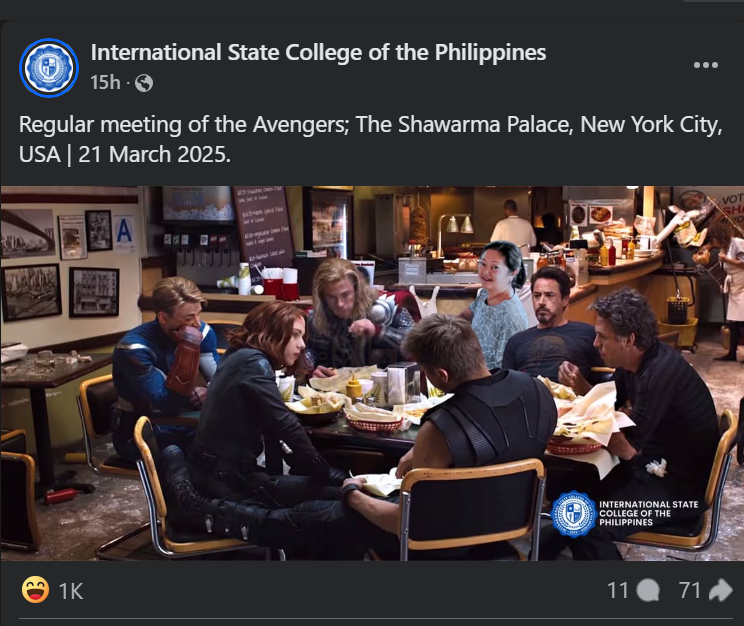 International State College of the Philippines
15h
Regular meeting of the Avengers; The Shawarma Palace, New York City,
USA | 21 March 2025.
A
INTERNATIONAL STATE
COLLEGE OF THE
PHILIPPINES
1K
11
71